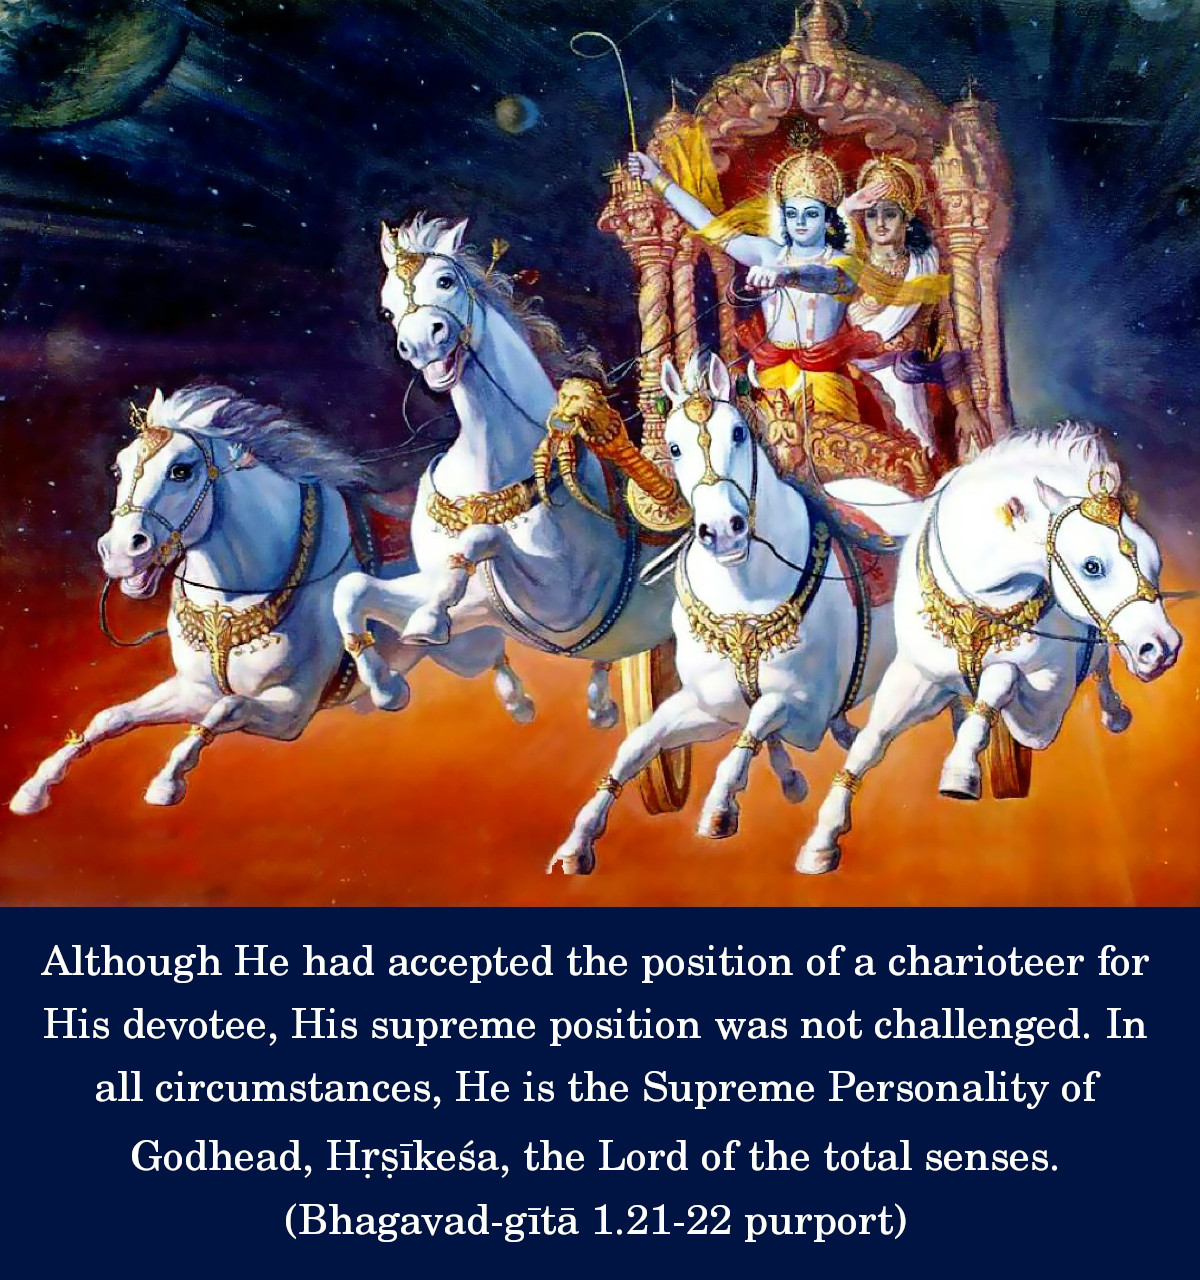 Although He had accepted the position of a charioteer for
His devotee, His supreme position was not challenged. In
all circumstances, He is the Supreme Personality of
Godhead, Hṛṣīkeśa, the Lord of the total senses.
(Bhagavad-gītā 1.21-22 purport)